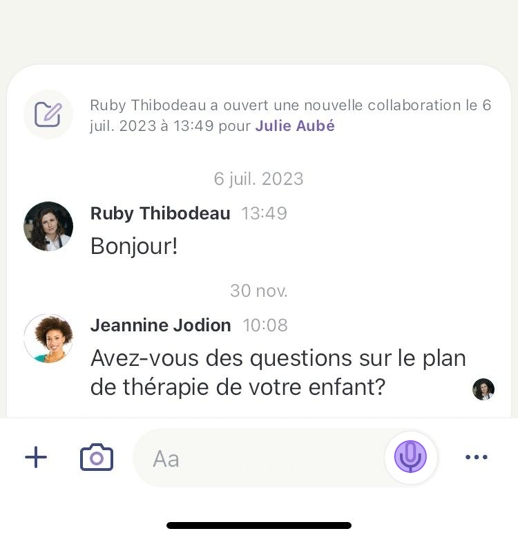 Ruby Thibodeau a ouvert une nouvelle collaboration le 6
juil. 2023 à 13:49 pour Julie Aubé
6 juil. 2023
Ruby Thibodeau 13:49
Bonjour!
30 nov.
Jeannine Jodion 10:08
Avez-vous des questions sur le plan
de thérapie de votre enfant?
Aa